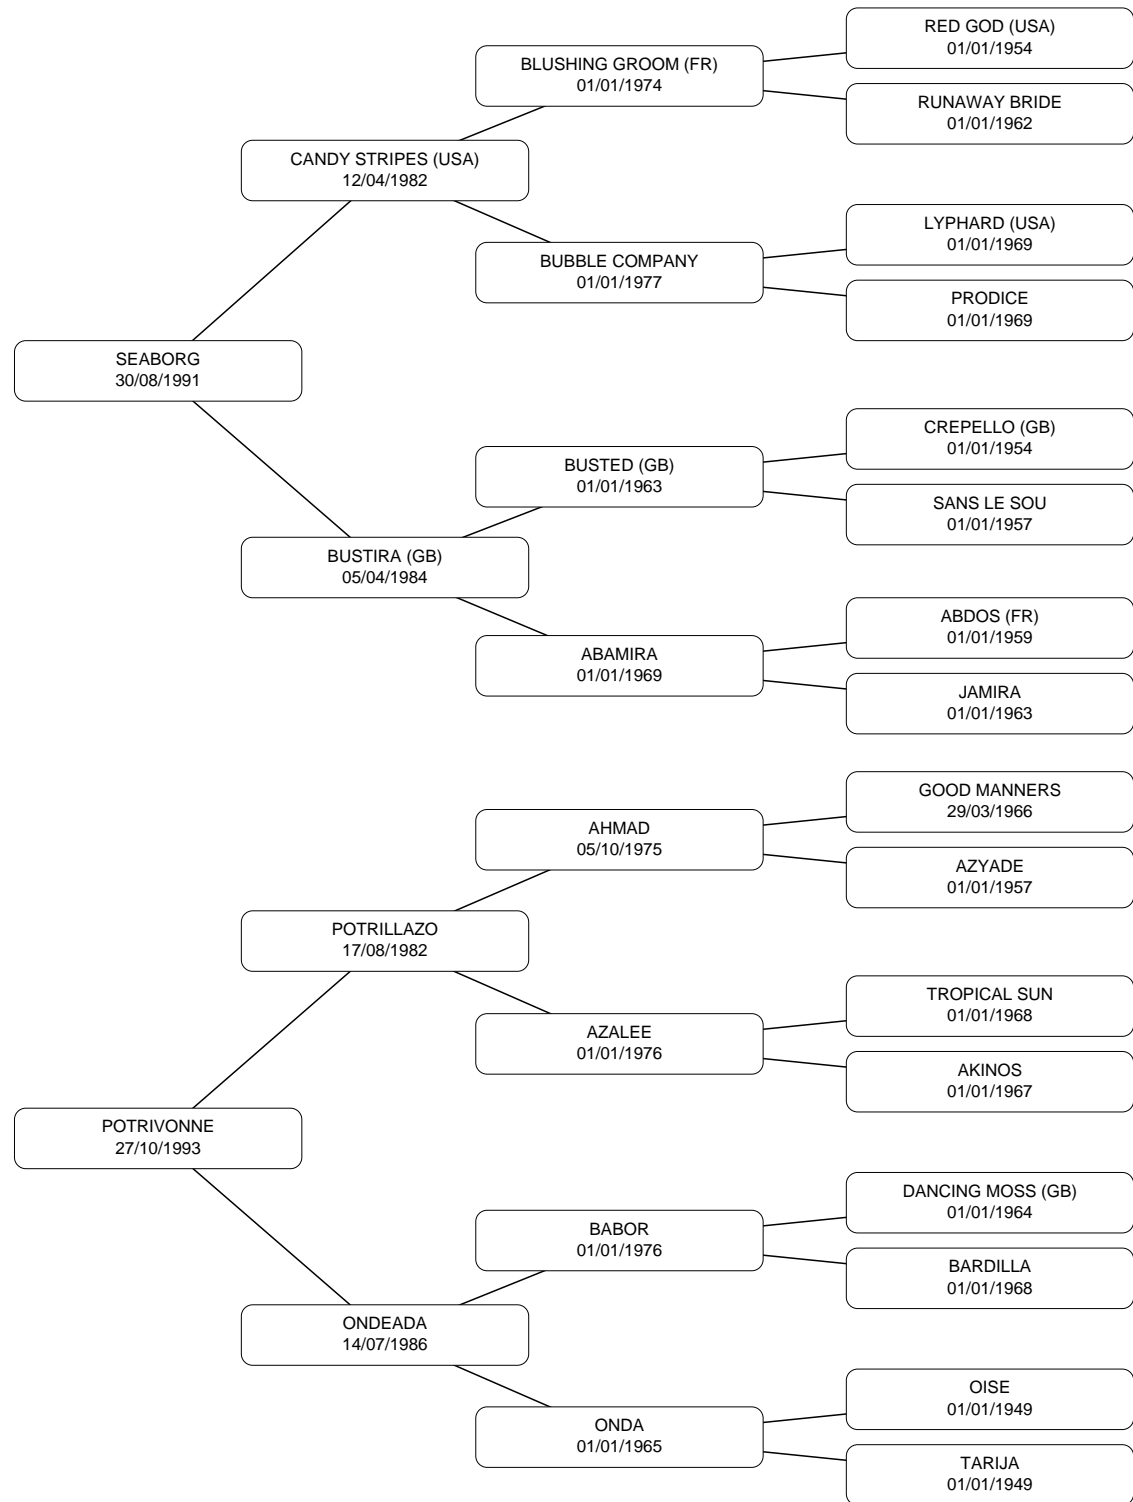 RED GOD (USA)
01/01/1954
BLUSHING GROOM (FR)
01/01/1974
RUNAWAY BRIDE
01/01/1962
CANDY STRIPES (USA)
12/04/1982
LYPHARD (USA)
01/01/1969
BUBBLE COMPANY
01/01/1977
PRODICE
01/01/1969
SEABORG
30/08/1991
CREPELLO (GB)
01/01/1954
BUSTED (GB)
01/01/1963
SANS LE SOU
01/01/1957
BUSTIRA (GB)
05/04/1984
ABDOS (FR)
01/01/1959
ABAMIRA
01/01/1969
JAMIRA
01/01/1963
GOOD MANNERS
29/03/1966
AHMAD
05/10/1975
AZYADE
01/01/1957
POTRILLAZO
17/08/1982
TROPICAL SUN
01/01/1968
AZALEE
01/01/1976
AKINOS
01/01/1967
POTRIVONNE
27/10/1993
DANCING MOSS (GB)
01/01/1964
BABOR
01/01/1976
BARDILLA
01/01/1968
ONDEADA
14/07/1986
OISE
01/01/1949
ONDA
01/01/1965
TARIJA
01/01/1949